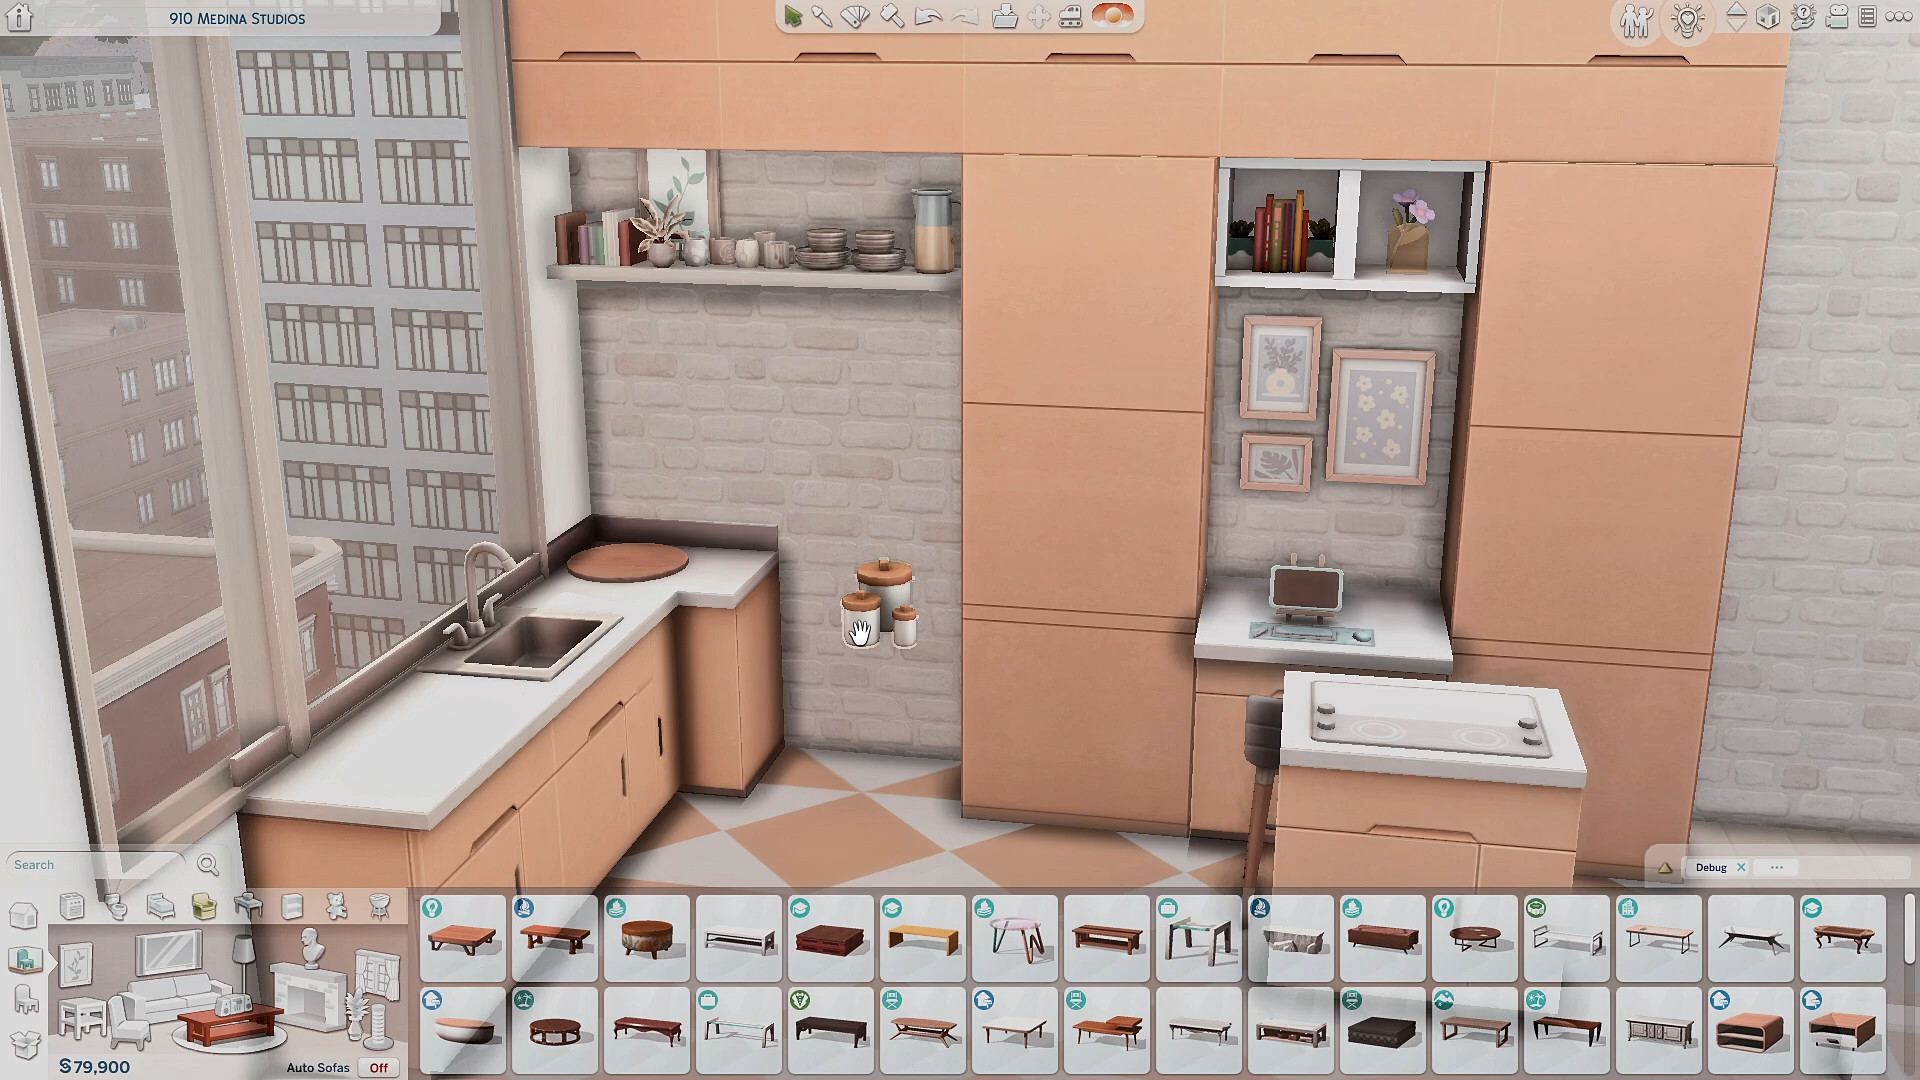 910 Medina Studios
Search
Debug
$79,900
Auto Sofas
Off